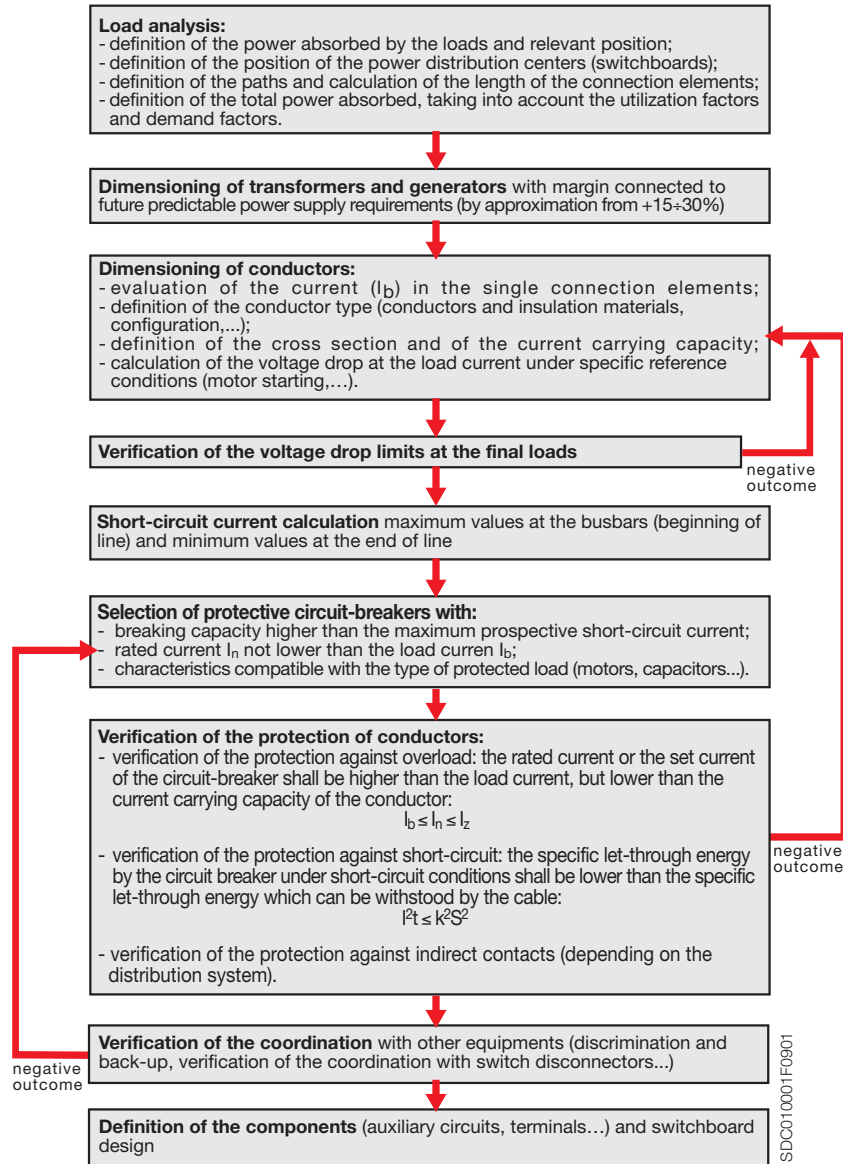 Load analysis:
- definition of the power absorbed by the loads and relevant position;
- definition of the position of the power distribution centers (switchboards);
- definition of the paths and calculation of the length of the connection elements;
- definition of the total power absorbed, taking into account the utilization factors
and demand factors.
Dimensioning of transformers and generators with margin connected to
future predictable power supply requirements (by approximation from +15÷30%)
Dimensioning of conductors:
- evaluation of the current (Ib) in the single connection elements;
- definition of the conductor type (conductors and insulation materials,
configuration,...);
- definition of the cross section and of the current carrying capacity;
- calculation of the voltage drop at the load current under specific reference
conditions (motor starting,…).
Verification of the voltage drop limits at the final loads
negative
outcome
Short-circuit current calculation maximum values at the busbars (beginning of
line) and minimum values at the end of line
Selection of protective circuit-breakers with:
- breaking capacity higher than the maximum prospective short-circuit current;
- rated current In not lower than the load curren Ib;
- characteristics compatible with the type of protected load (motors, capacitors...).
Verification of the protection of conductors:
- verification of the protection against overload: the rated current or the set current
of the circuit-breaker shall be higher than the load current, but lower than the
current carrying capacity of the conductor:
Ib ≤ In ≤ Iz
- verification of the protection against short-circuit: the specific let-through energy
by the circuit breaker under short-circuit conditions shall be lower than the specific
let-through energy which can be withstood by the cable:
I²t ≤ k²S²
- verification of the protection against indirect contacts (depending on the
distribution system).
negative
outcome
Verification of the coordination with other equipments (discrimination and
back-up, verification of the coordination with switch disconnectors...)
negative
outcome
Definition of the components (auxiliary circuits, terminals…) and switchboard
design
SDC010001F0901